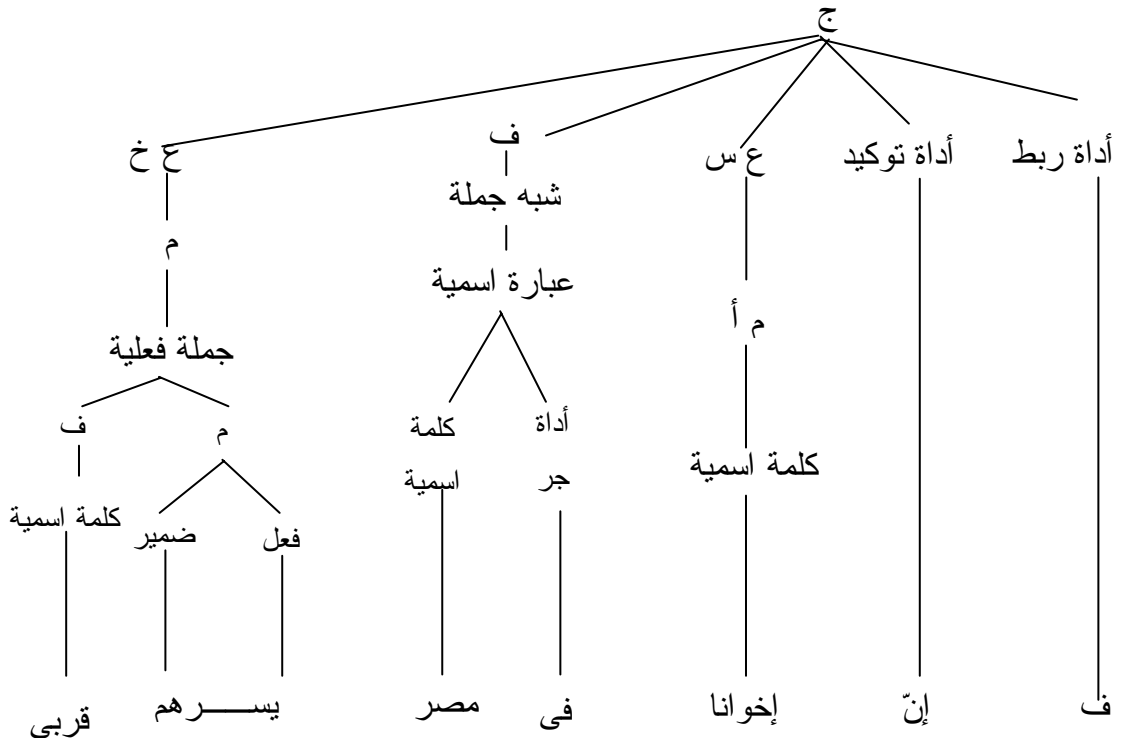 ج
أداة ربط
أداة توكيد
ع س
ف
ع خ
شبه جملة
م
عبارة اسمية
م أ
جملة فعلية
أداة
جر
كلمة
اسمية
م
ف
كلمة اسمية
فعل
ضمير
كلمة اسمية
ف إنّ إخوانا فى مصر يســـــرهم قربى